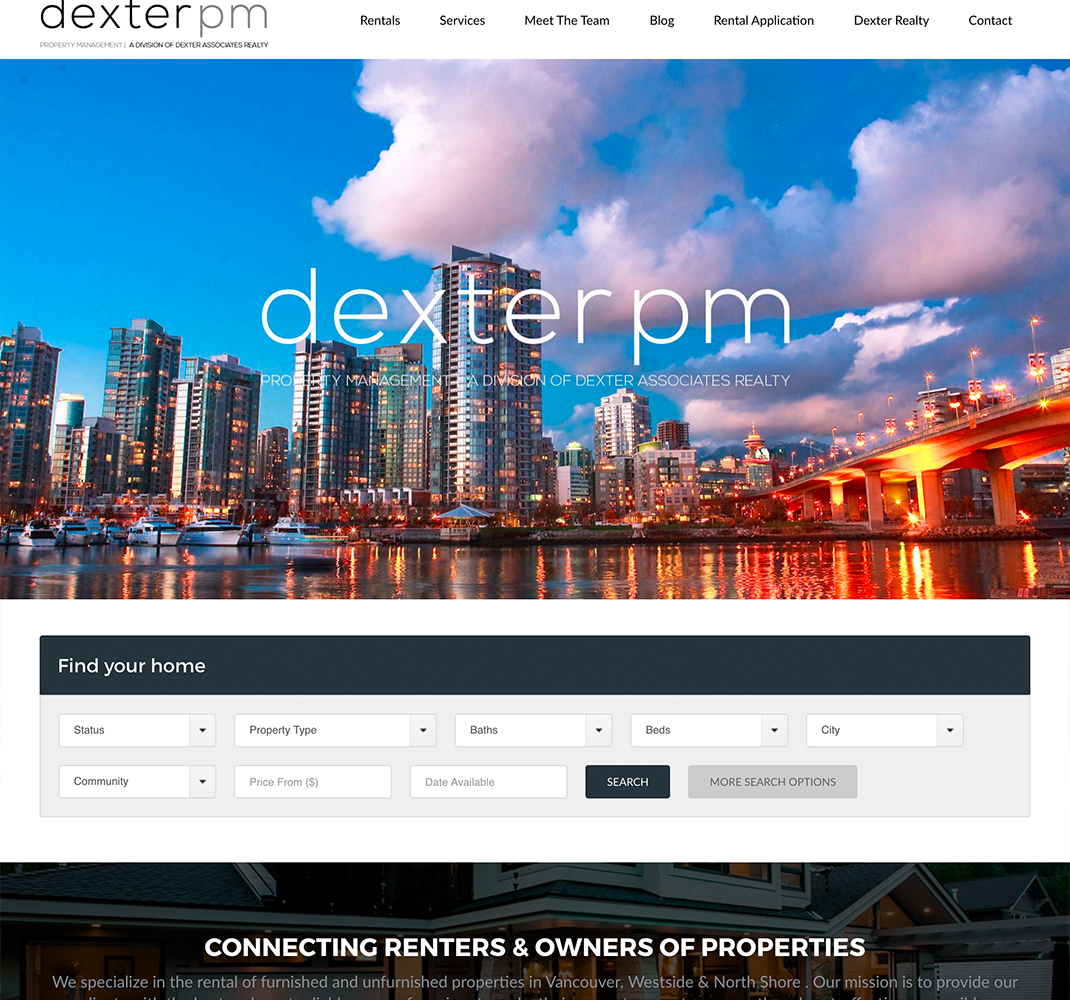 dexterpm
PROPERTY MANAGEMENT | A DIVISION OF DEXTER ASSOCIATES REALTY
Rentals Services Meet The Team Blog Rental Application Dexter Realty Contact
dexterpm
PROPERTY MANAGEMENT | A DIVISION OF DEXTER ASSOCIATES REALTY
Find your home
Status Property Type Baths Beds City
Community Price From ($) Date Available SEARCH MORE SEARCH OPTIONS
CONNECTING RENTERS & OWNERS OF PROPERTIES
We specialize in the rental of furnished and unfurnished properties in Vancouver, Westside & North Shore . Our mission is to provide our